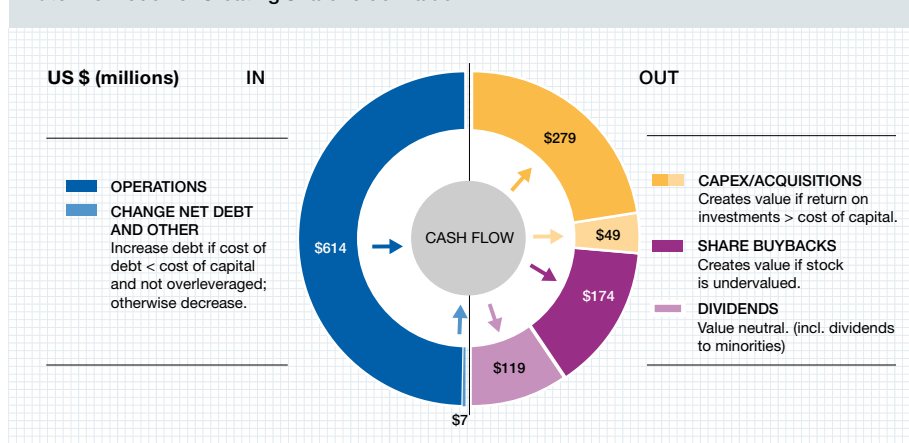 US $ (millions) IN
OUT
OPERATIONS
CHANGE NET DEBT
AND OTHER
Increase debt if cost of
debt < cost of capital
and not overleveraged;
otherwise decrease.
$614
$7
CASH FLOW
$279
$49
$174
$119
CAPEX/ACQUISITIONS
Creates value if return on
investments > cost of capital.
SHARE BUYBACKS
Creates value if stock
is undervalued.
DIVIDENDS
Value neutral. (incl. dividends
to minorities)